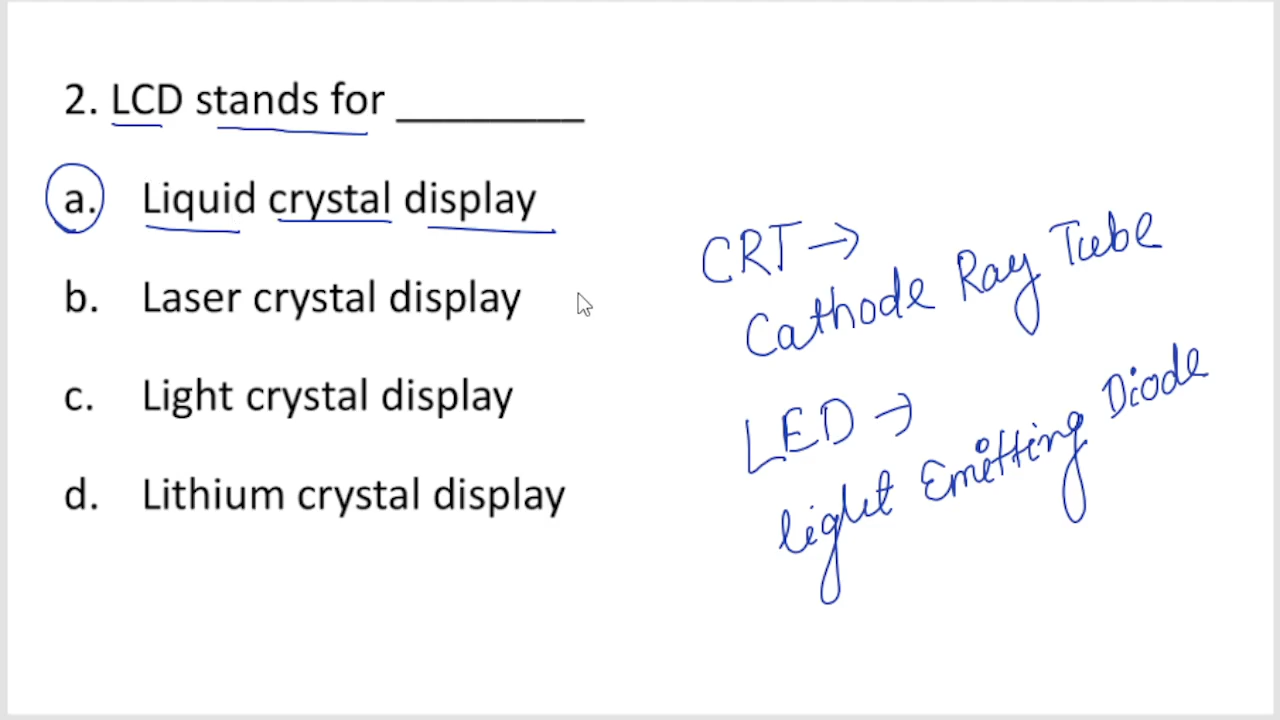 2. LCD stands for ________
a. Liquid crystal display
b. Laser crystal display
c. Light crystal display
d. Lithium crystal display
CRT →
Cathode Ray Tube
LED →
light Emitting Diode